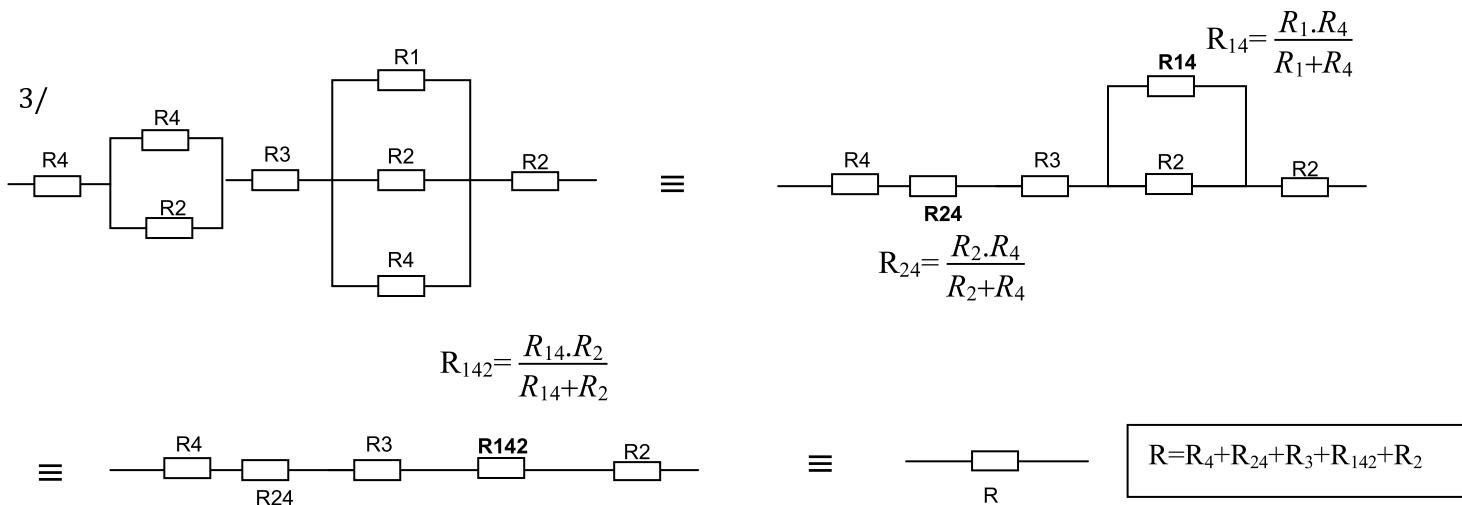 3/
R4
R4
R2
R3
R1
R2
R4
R2
≡
R₁₄= R₁.R₄ / R₁+R₄
R14
R4
R24
R3
R2
R2
R₂₄= R₂.R₄ / R₂+R₄
R₁₄₂= R₁₄.R₂ / R₁₄+R₂
≡
R4
R24
R3
R142
R2
≡
R
R=R₄+R₂₄+R₃+R₁₄₂+R₂